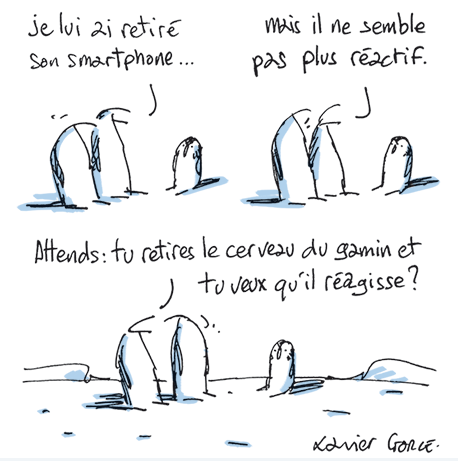 je lui ai retiré
son smartphone...
mais il ne semble
pas plus réactif.
Attends: tu retires le cerveau du gamin et
tu veux qu'il réagisse?
Xavier GORCE.